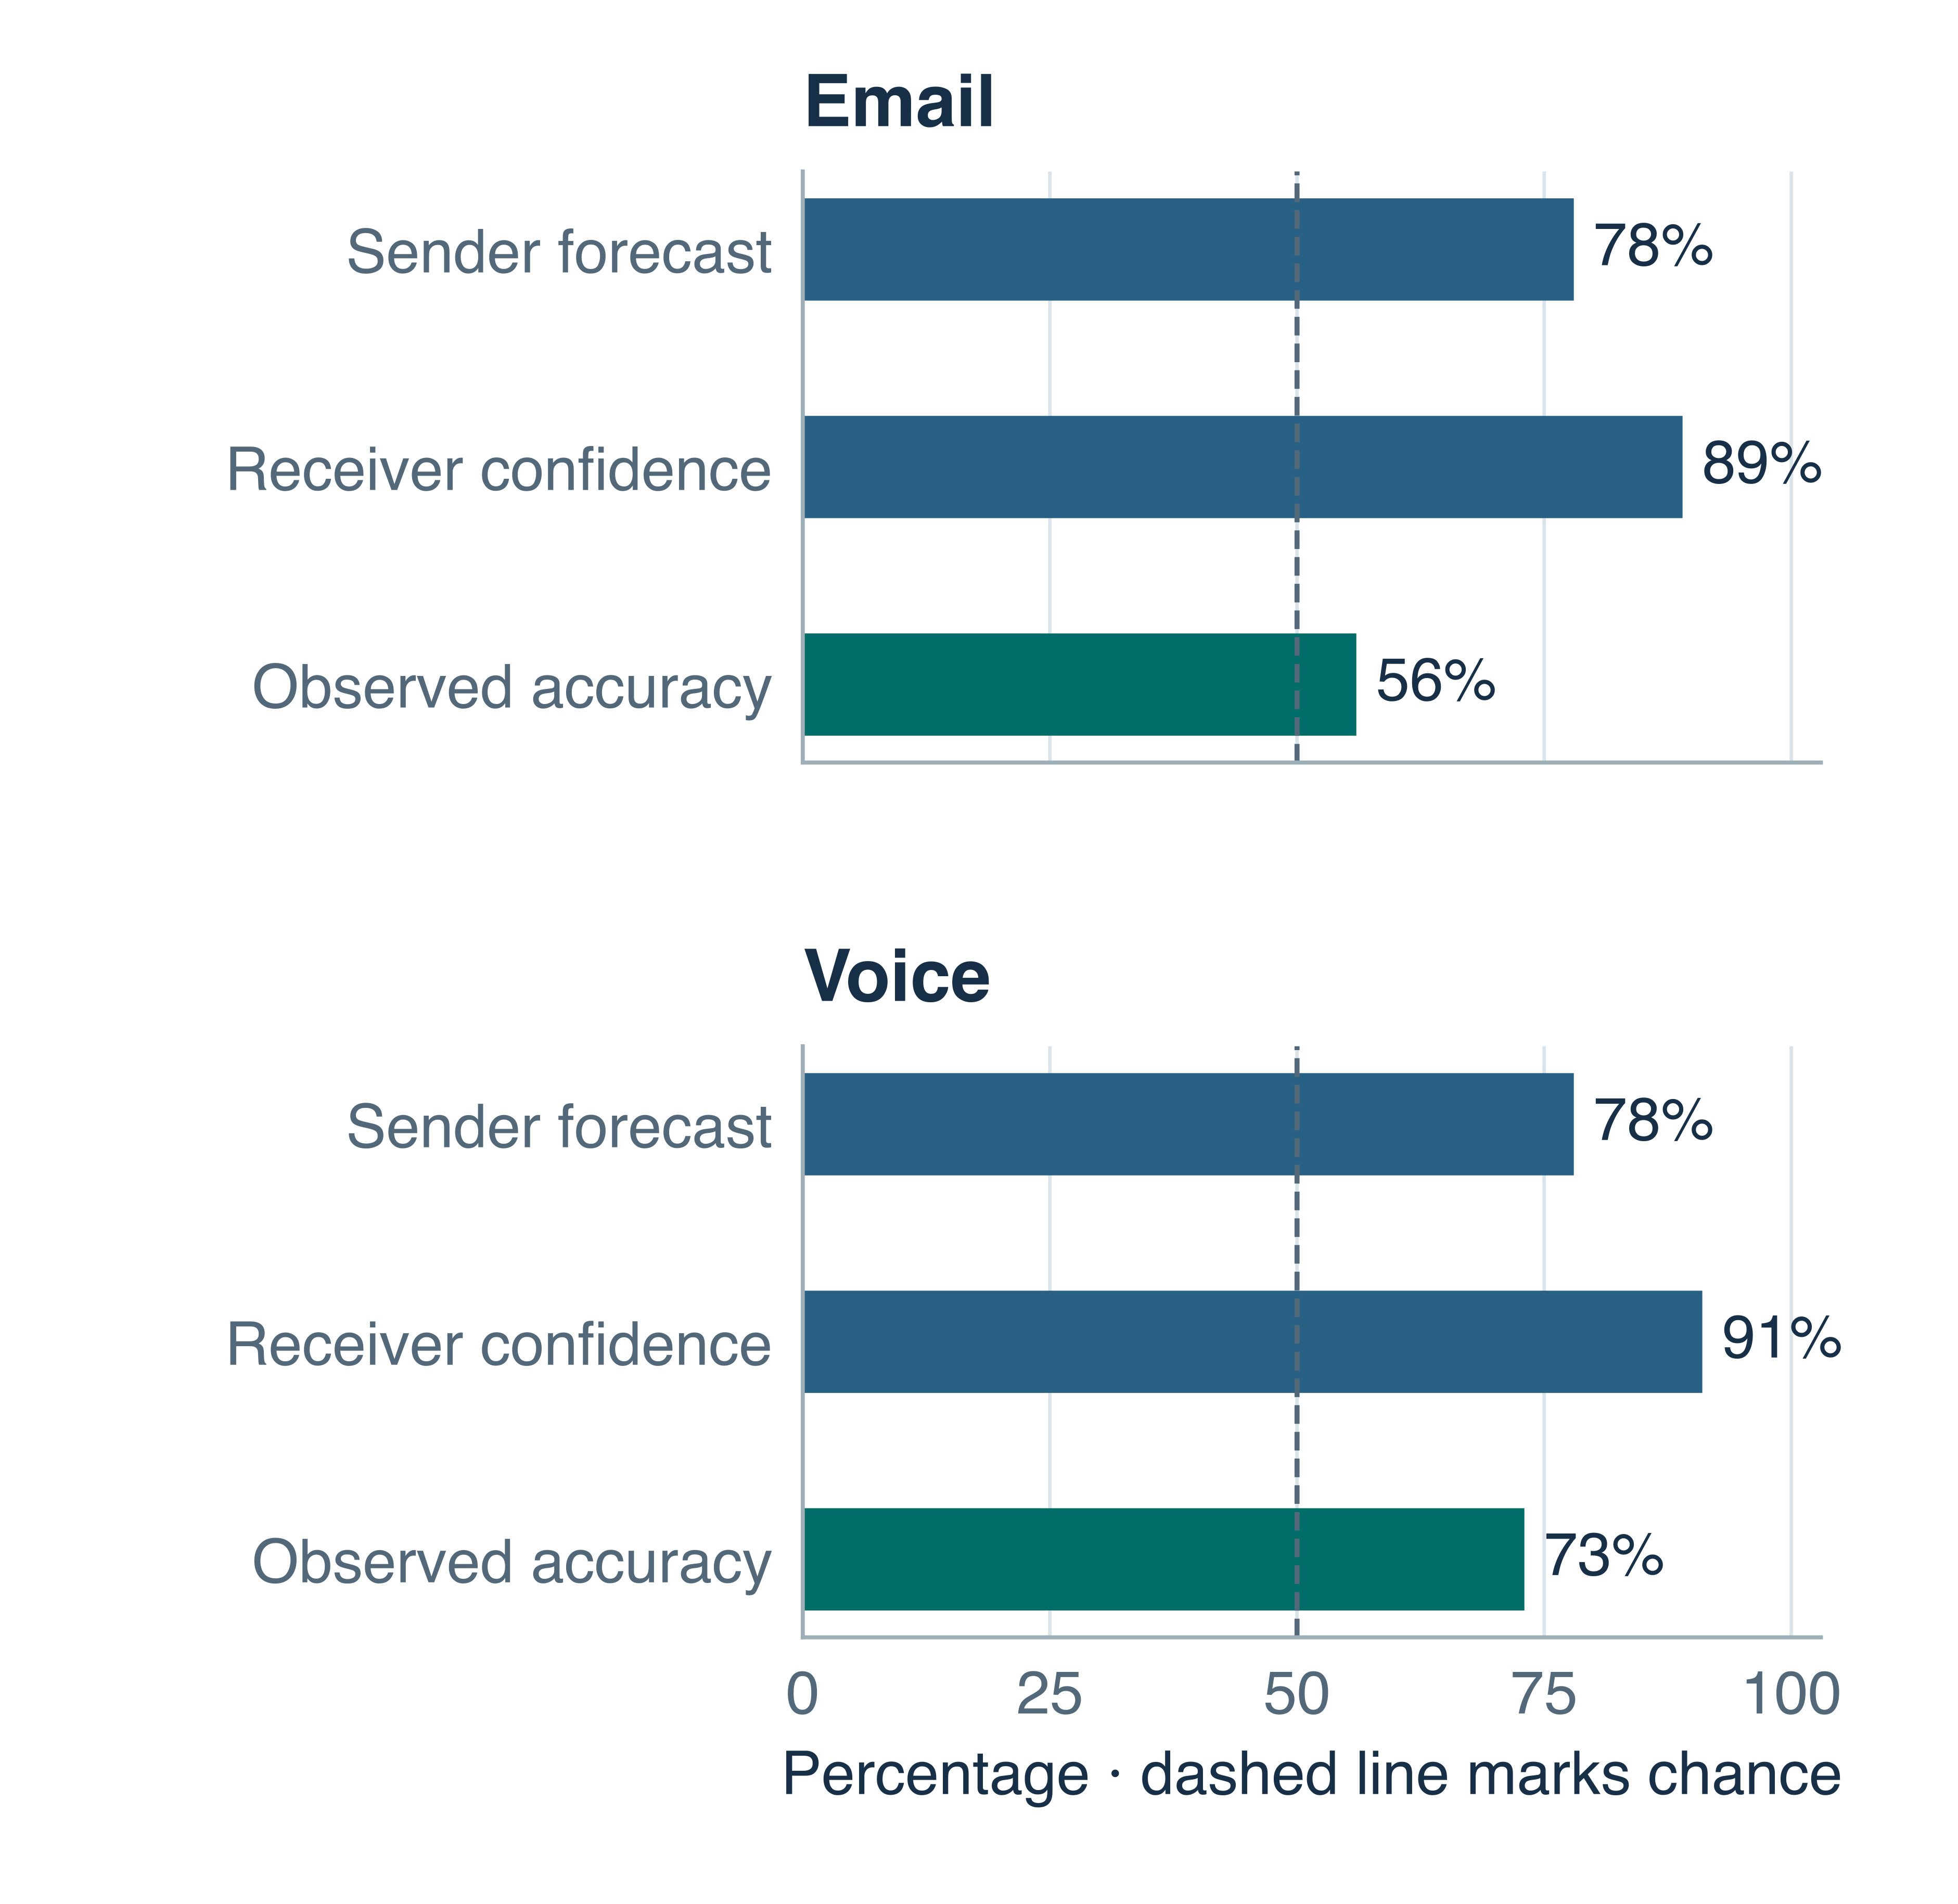 Email
Sender forecast 78%
Receiver confidence 89%
Observed accuracy 56%
Voice
Sender forecast 78%
Receiver confidence 91%
Observed accuracy 73%
0 25 50 75 100
Percentage · dashed line marks chance